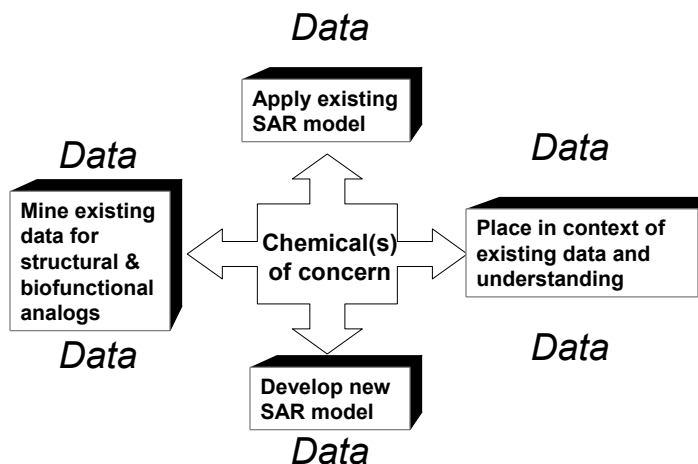 Data
Apply existing
SAR model
Data
Mine existing
data for
structural &
biofunctional
analogs
Data
Chemical(s)
of concern
Data
Place in context of
existing data and
understanding
Data
Develop new
SAR model
Data